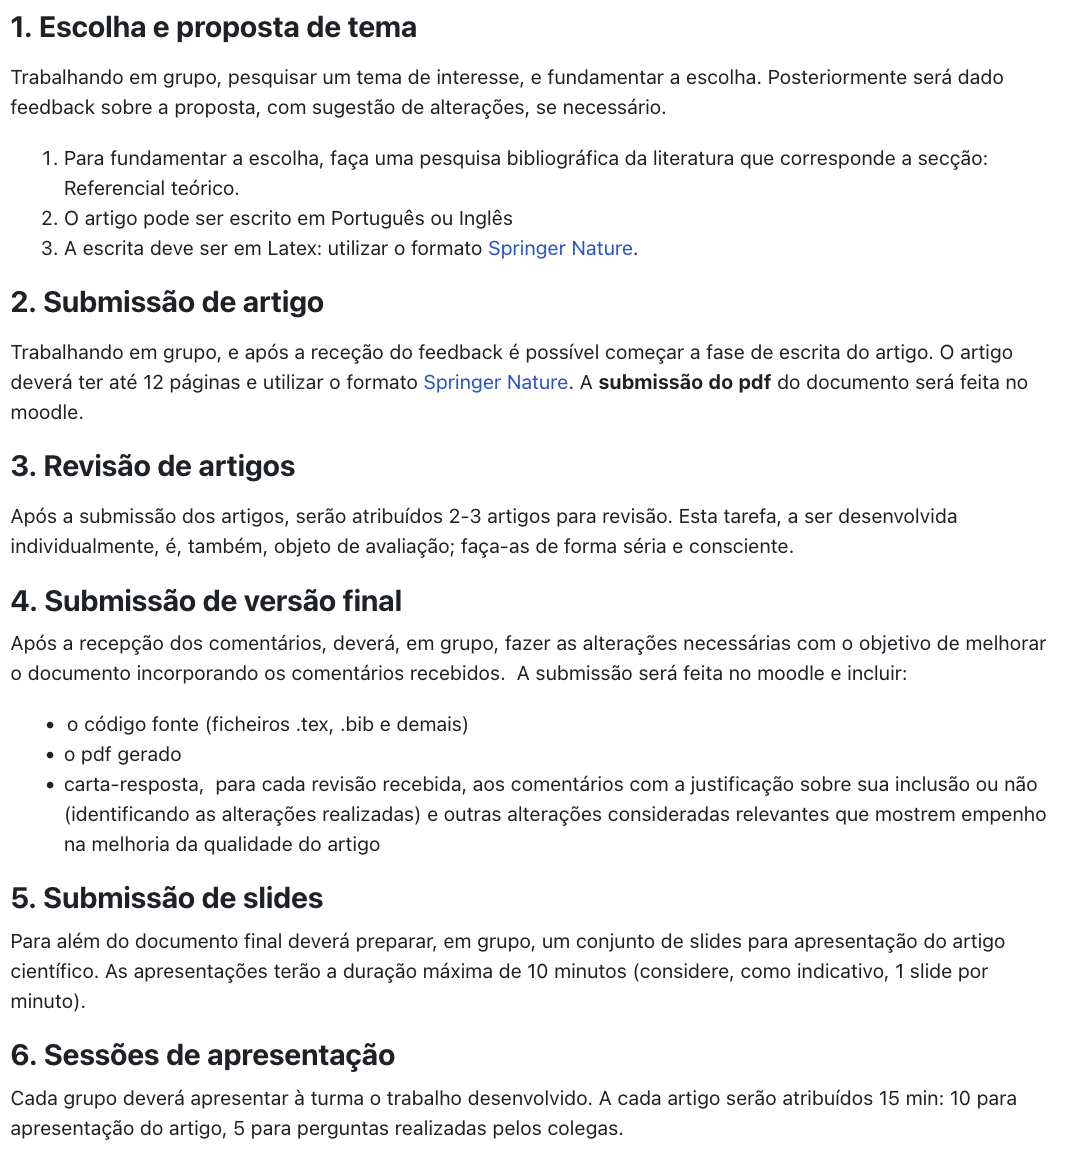 1. Escolha e proposta de tema
Trabalhando em grupo, pesquisar um tema de interesse, e fundamentar a escolha. Posteriormente será dado
feedback sobre a proposta, com sugestão de alterações, se necessário.
1. Para fundamentar a escolha, faça uma pesquisa bibliográfica da literatura que corresponde a secção:
Referencial teórico.
2. O artigo pode ser escrito em Português ou Inglês
3. A escrita deve ser em Latex: utilizar o formato Springer Nature.
2. Submissão de artigo
Trabalhando em grupo, e após a receção do feedback é possível começar a fase de escrita do artigo. O artigo
deverá ter até 12 páginas e utilizar o formato Springer Nature. A submissão do pdf do documento será feita no
moodle.
3. Revisão de artigos
Após a submissão dos artigos, serão atribuídos 2-3 artigos para revisão. Esta tarefa, a ser desenvolvida
individualmente, é, também, objeto de avaliação; faça-as de forma séria e consciente.
4. Submissão de versão final
Após a recepção dos comentários, deverá, em grupo, fazer as alterações necessárias com o objetivo de melhorar
o documento incorporando os comentários recebidos.  A submissão será feita no moodle e incluir:
• o código fonte (ficheiros .tex, .bib e demais)
• o pdf gerado
• carta-resposta,  para cada revisão recebida, aos comentários com a justificação sobre sua inclusão ou não
(identificando as alterações realizadas) e outras alterações consideradas relevantes que mostrem empenho
na melhoria da qualidade do artigo
5. Submissão de slides
Para além do documento final deverá preparar, em grupo, um conjunto de slides para apresentação do artigo
científico. As apresentações terão a duração máxima de 10 minutos (considere, como indicativo, 1 slide por
minuto).
6. Sessões de apresentação
Cada grupo deverá apresentar à turma o trabalho desenvolvido. A cada artigo serão atribuídos 15 min: 10 para
apresentação do artigo, 5 para perguntas realizadas pelos colegas.